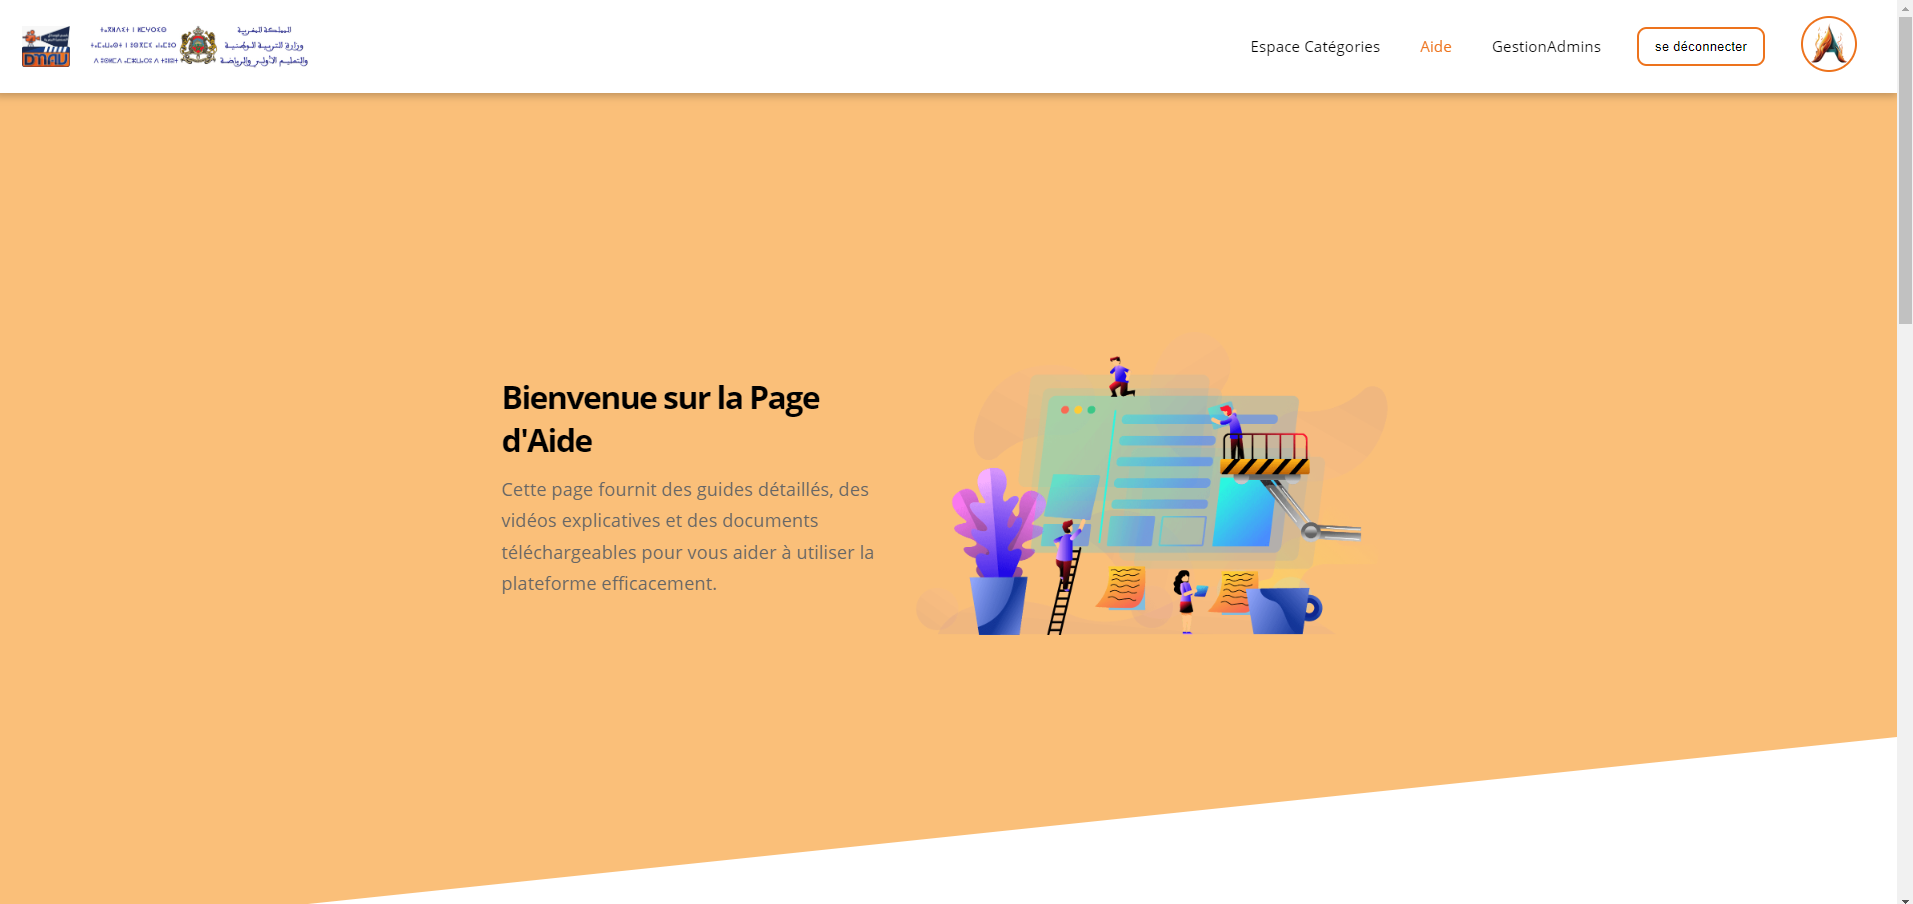 المملكة المغربية
وزارة التربية الوطنية
والتعليم الأولي والرياضة
DMAV
Espace Catégories
Aide
GestionAdmins
se déconnecter
Bienvenue sur la Page
d'Aide
Cette page fournit des guides détaillés, des
vidéos explicatives et des documents
téléchargeables pour vous aider à utiliser la
plateforme efficacement.